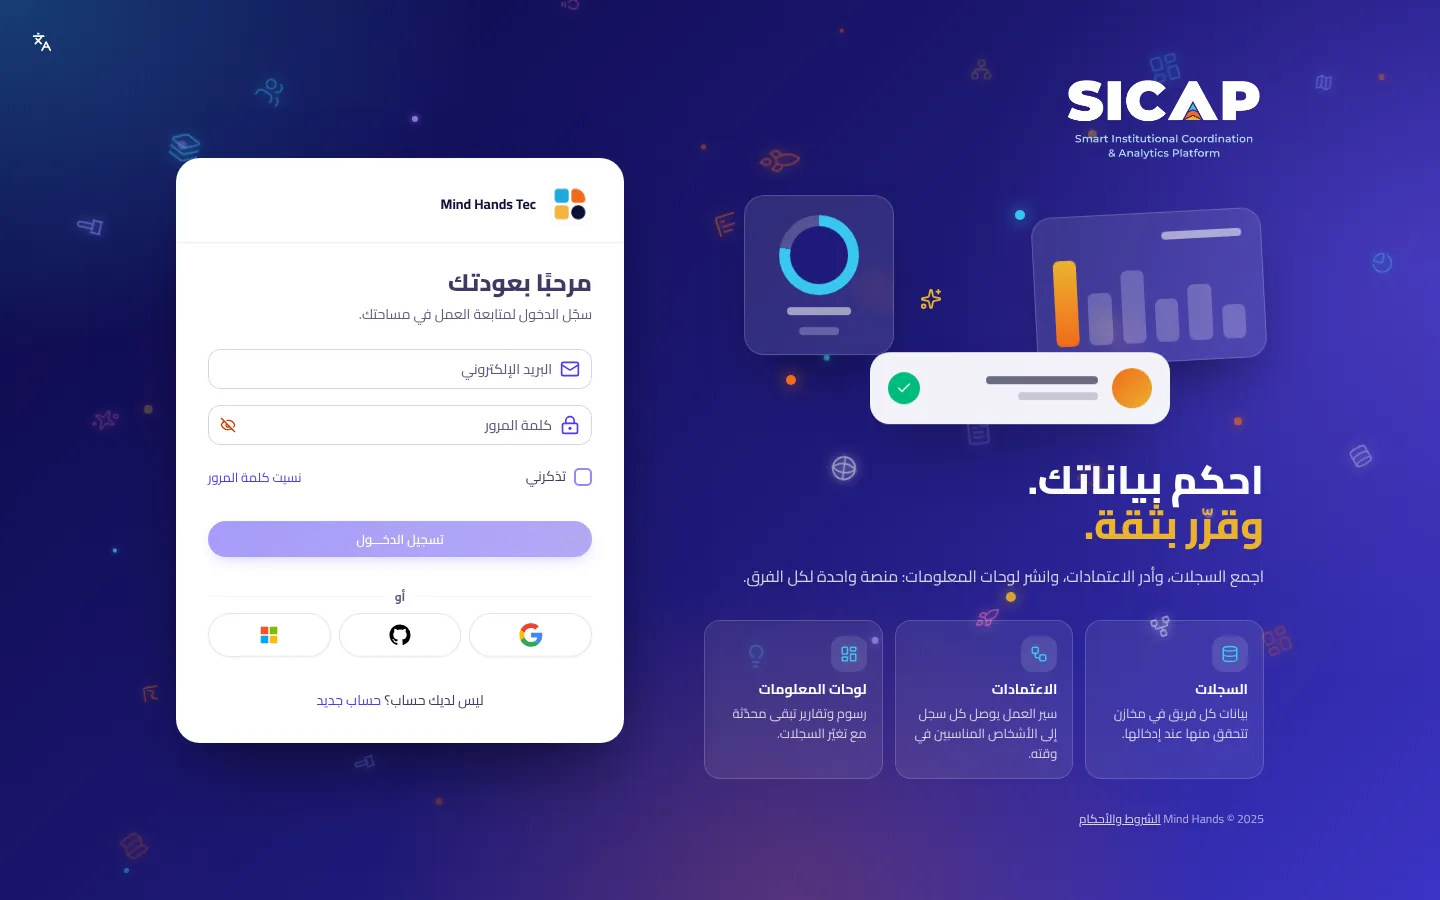 SICAP
Smart Institutional Coordination
& Analytics Platform
احكم بياناتك.
وقرّر بثقة.
اجمع السجلات، وأدر الاعتمادات، وانشر لوحات المعلومات: منصة واحدة لكل الفرق.
السجلات
بيانات كل فريق في مخازن
تتحقق منها عند إدخالها.
الاعتمادات
سير العمل يوصل كل سجل
إلى الأشخاص المناسبين في
وقته.
لوحات المعلومات
رسوم وتقارير تبقى محدّثة
مع تغيّر السجلات.
Mind Hands © 2025 الشروط والأحكام
Mind Hands Tec
مرحبًا بعودتك
سجّل الدخول لمتابعة العمل في مساحتك.
البريد الإلكتروني
كلمة المرور
تذكرني
نسيت كلمة المرور
تسجيل الدخـــول
أو
ليس لديك حساب؟ حساب جديد